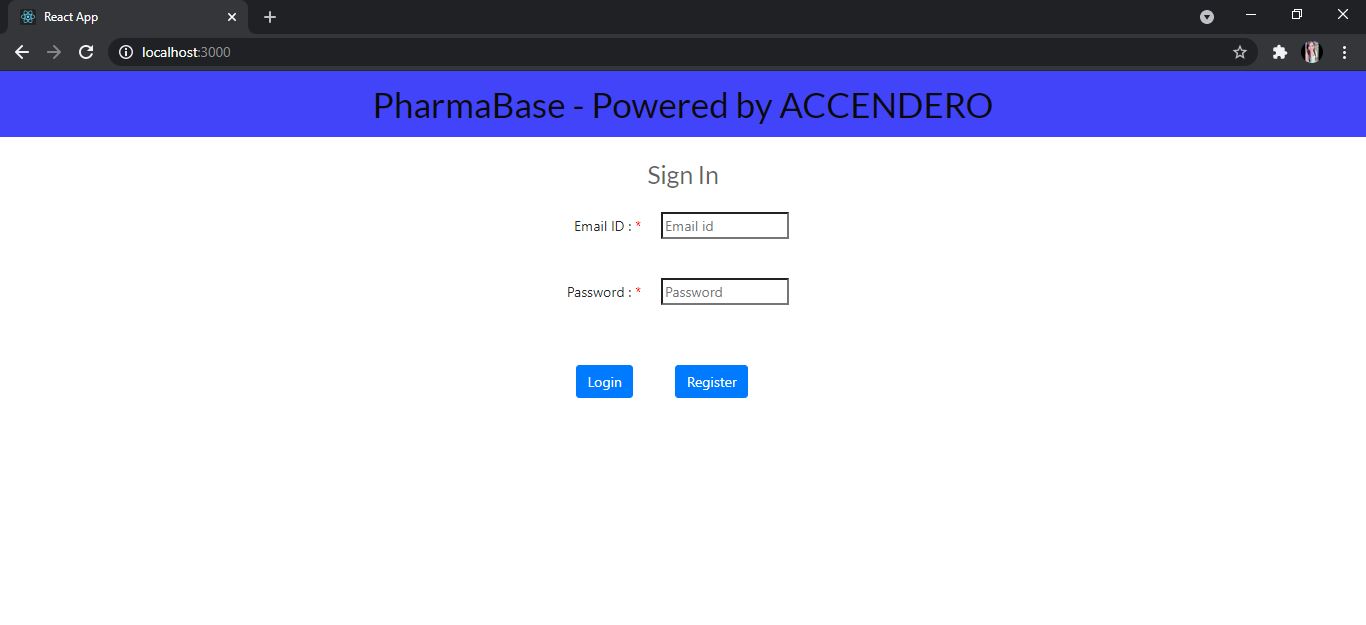 React App
localhost:3000
PharmaBase - Powered by ACCENDERO
Sign In
Email ID : * Email id
Password : * Password
Login Register